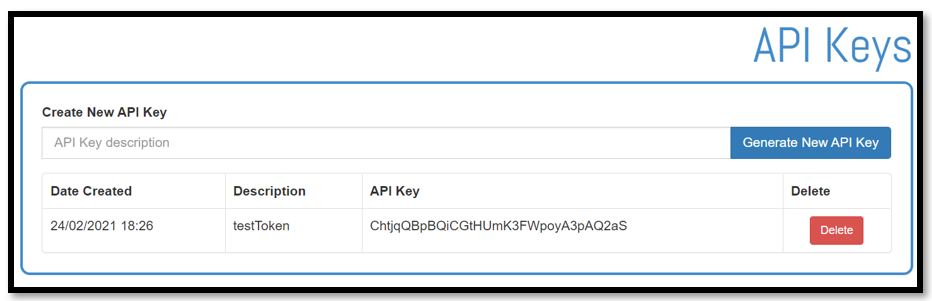 API Keys
Create New API Key
API Key description
Generate New API Key
Date Created Description API Key Delete
24/02/2021 18:26 testToken ChtjqQBpBQiCGtHUmK3FWpoyA3pAQ2aS Delete